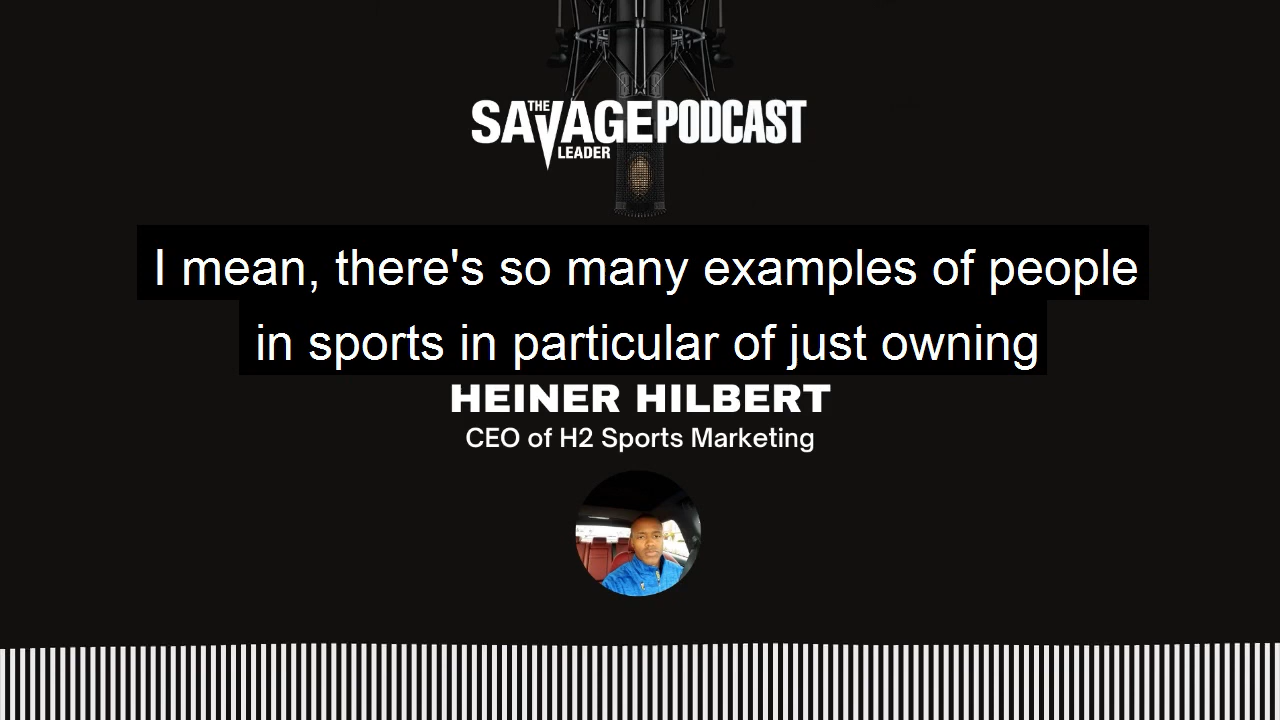 THE SAVAGE PODCAST
LEADER
I mean, there's so many examples of people
in sports in particular of just owning
HEINER HILBERT
CEO of H2 Sports Marketing